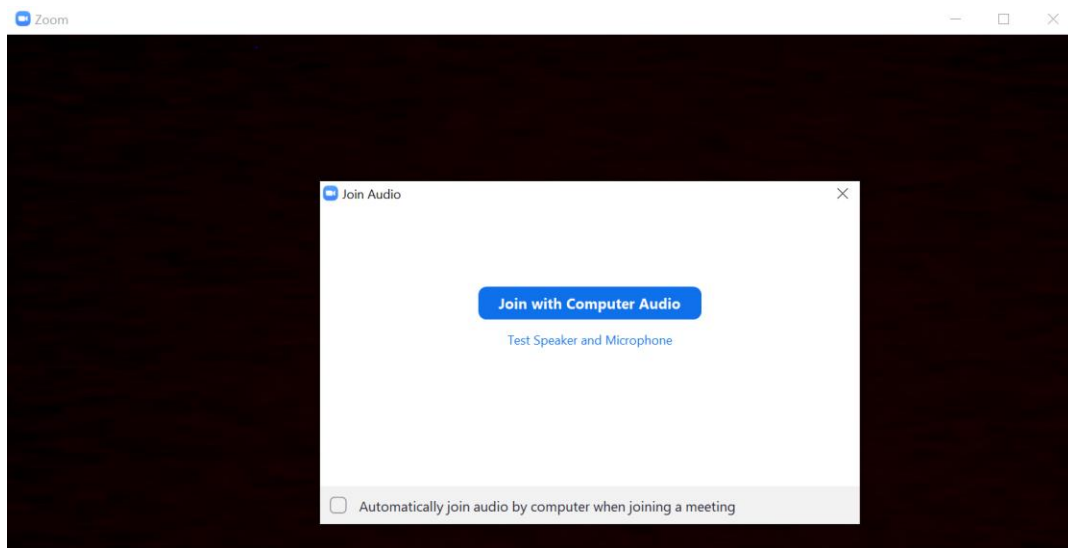 Zoom
Join Audio
Join with Computer Audio
Test Speaker and Microphone
Automatically join audio by computer when joining a meeting